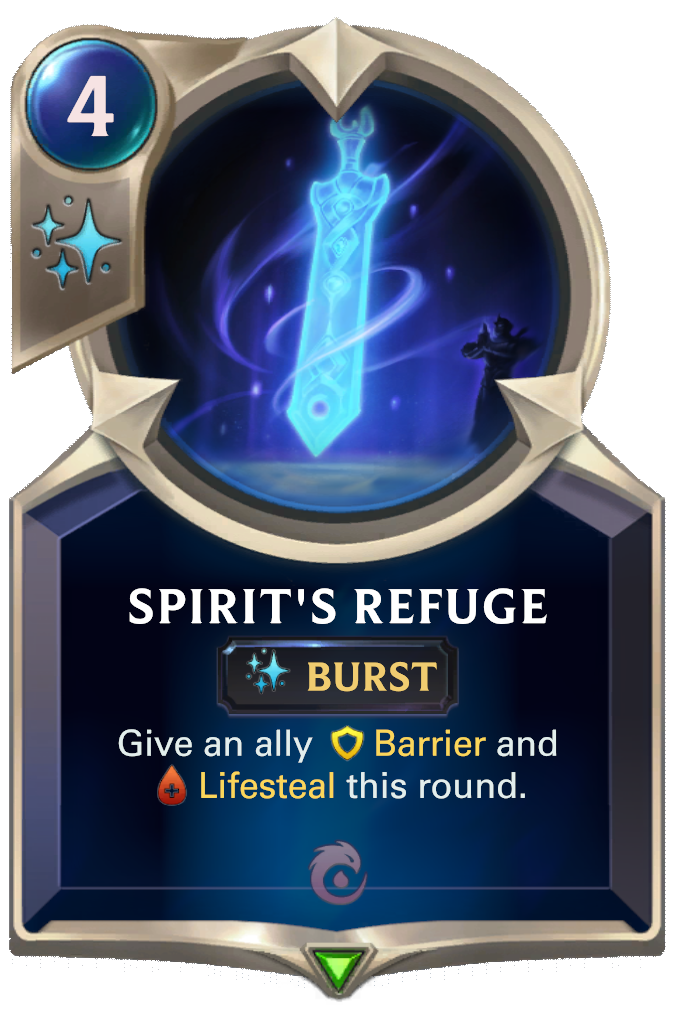 4
SPIRIT'S REFUGE
BURST
Give an ally Barrier and
Lifesteal this round.